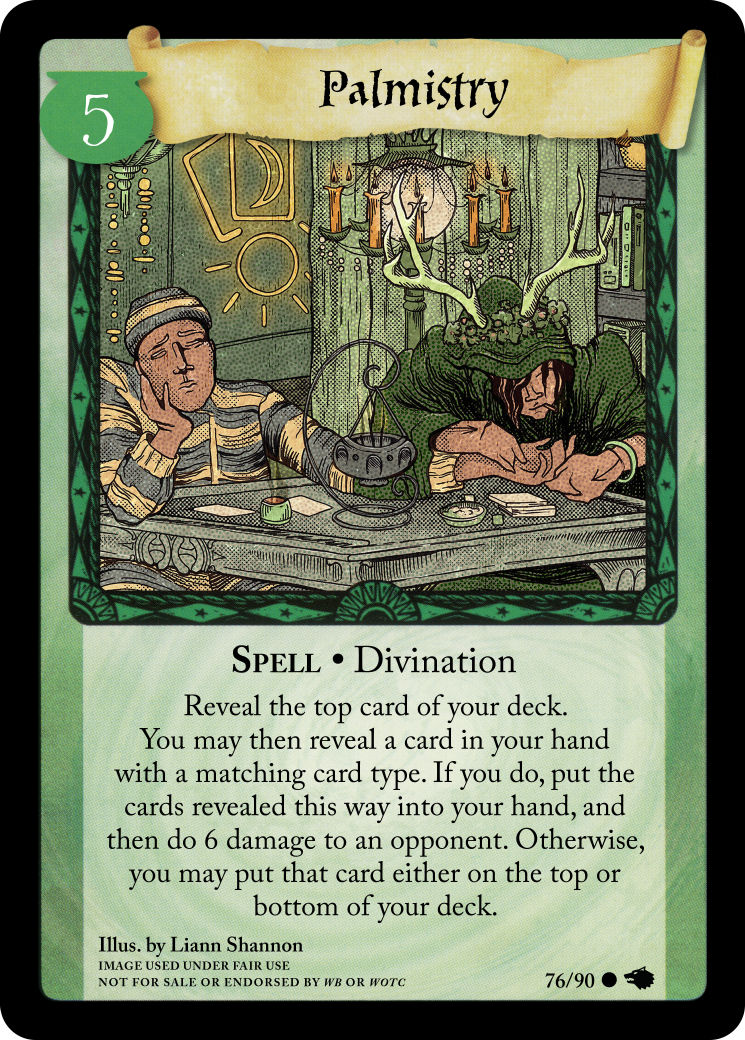 Palmistry
5
SPELL • Divination
Reveal the top card of your deck.
You may then reveal a card in your hand
with a matching card type. If you do, put the
cards revealed this way into your hand, and
then do 6 damage to an opponent. Otherwise,
you may put that card either on the top or
bottom of your deck.
Illus. by Liann Shannon
IMAGE USED UNDER FAIR USE
NOT FOR SALE OR ENDORSED BY WB OR WOTC
76/90